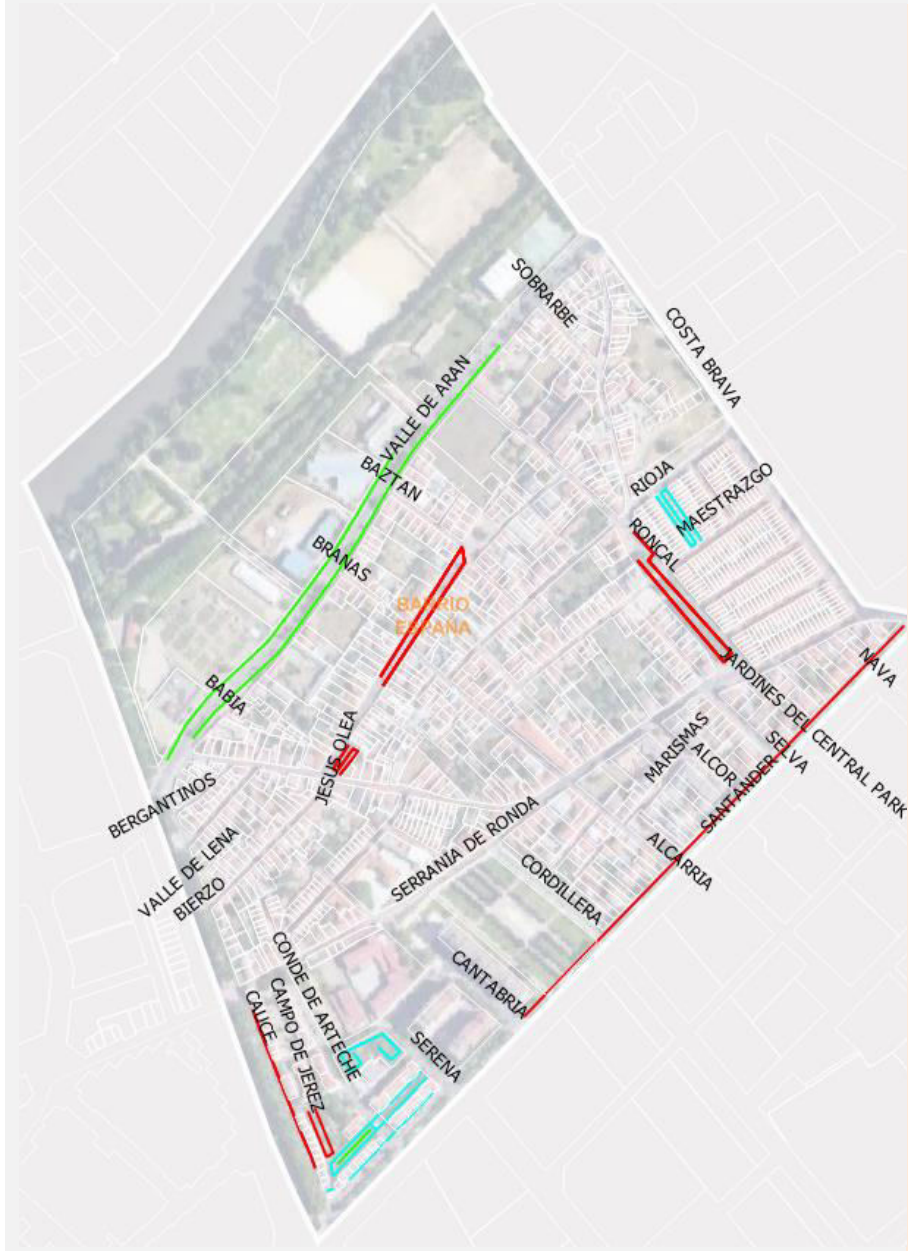 SOBRARBE
COSTA BRAVA
VALLE DE ARAN
BAZTAN
RIOJA
MAESTRAZGO
BRANAS
RONCAL
BARRIO
ESPAÑA
BABIA
JARDINES DEL CENTRAL PARK
NAVA
JESUS OLEA
MARISMAS
ALCOR
SELVA
SANTANDER
BERGANTINOS
SERRANIA DE RONDA
VALLE DE LENA
BIERZO
ALCARRIA
CORDILLERA
CONDE DE ARTECHE
CANTABRIA
CAMPO DE JEREZ
CAUCE
SERENA